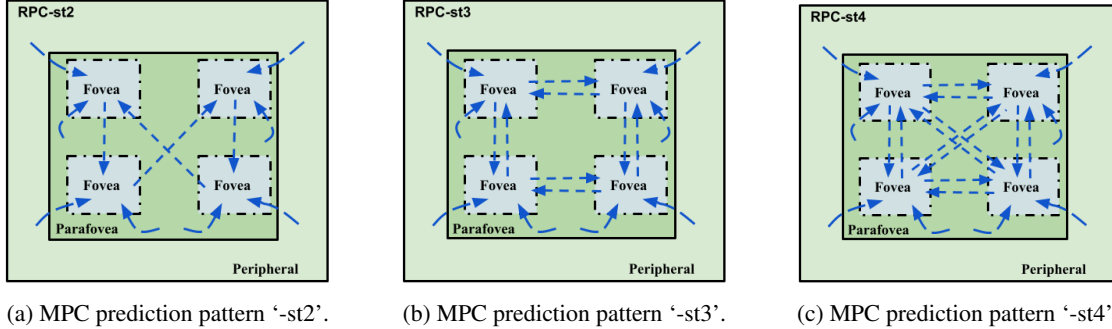 RPC-st2
Fovea Fovea
Fovea Fovea
Parafovea
Peripheral
(a) MPC prediction pattern ‘-st2’.
RPC-st3
Fovea Fovea
Fovea Fovea
Parafovea
Peripheral
(b) MPC prediction pattern ‘-st3’.
RPC-st4
Fovea Fovea
Fovea Fovea
Parafovea
Peripheral
(c) MPC prediction pattern ‘-st4’